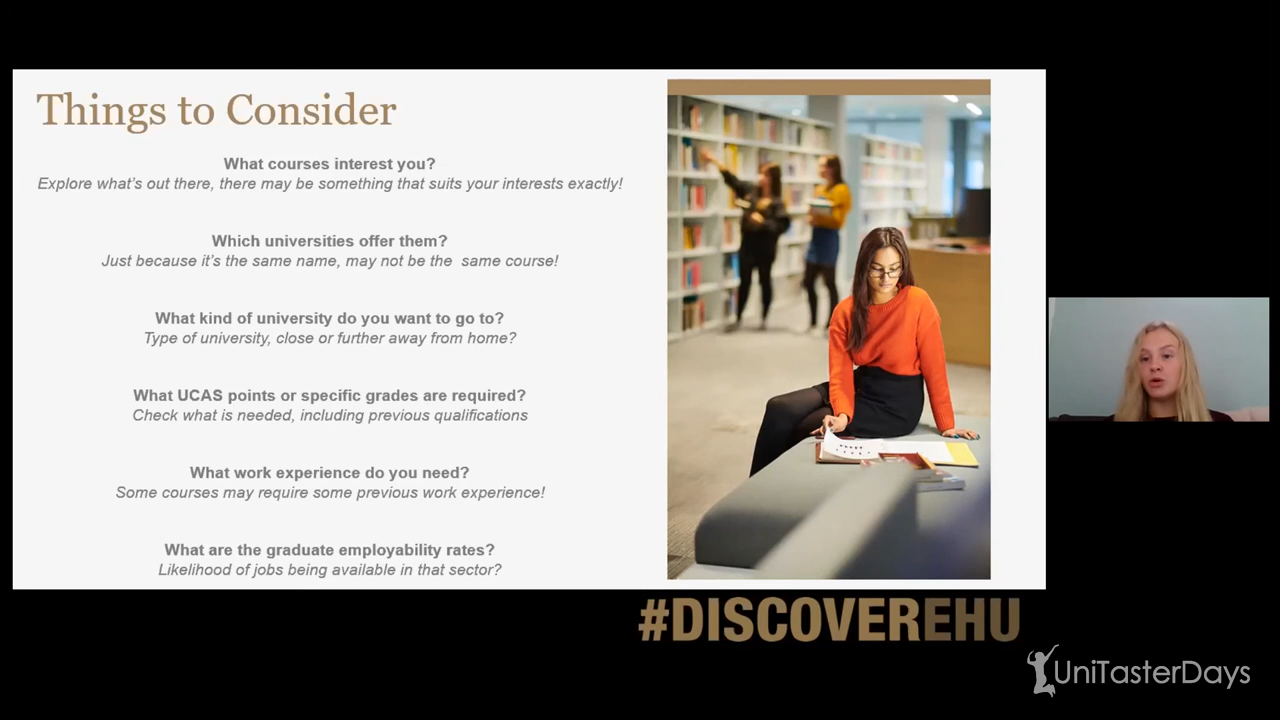 Things to Consider
What courses interest you?
Explore what's out there, there may be something that suits your interests exactly!
Which universities offer them?
Just because it's the same name, may not be the  same course!
What kind of university do you want to go to?
Type of university, close or further away from home?
What UCAS points or specific grades are required?
Check what is needed, including previous qualifications
What work experience do you need?
Some courses may require some previous work experience!
What are the graduate employability rates?
Likelihood of jobs being available in that sector?
#DISCOVEREHU
UniTasterDays